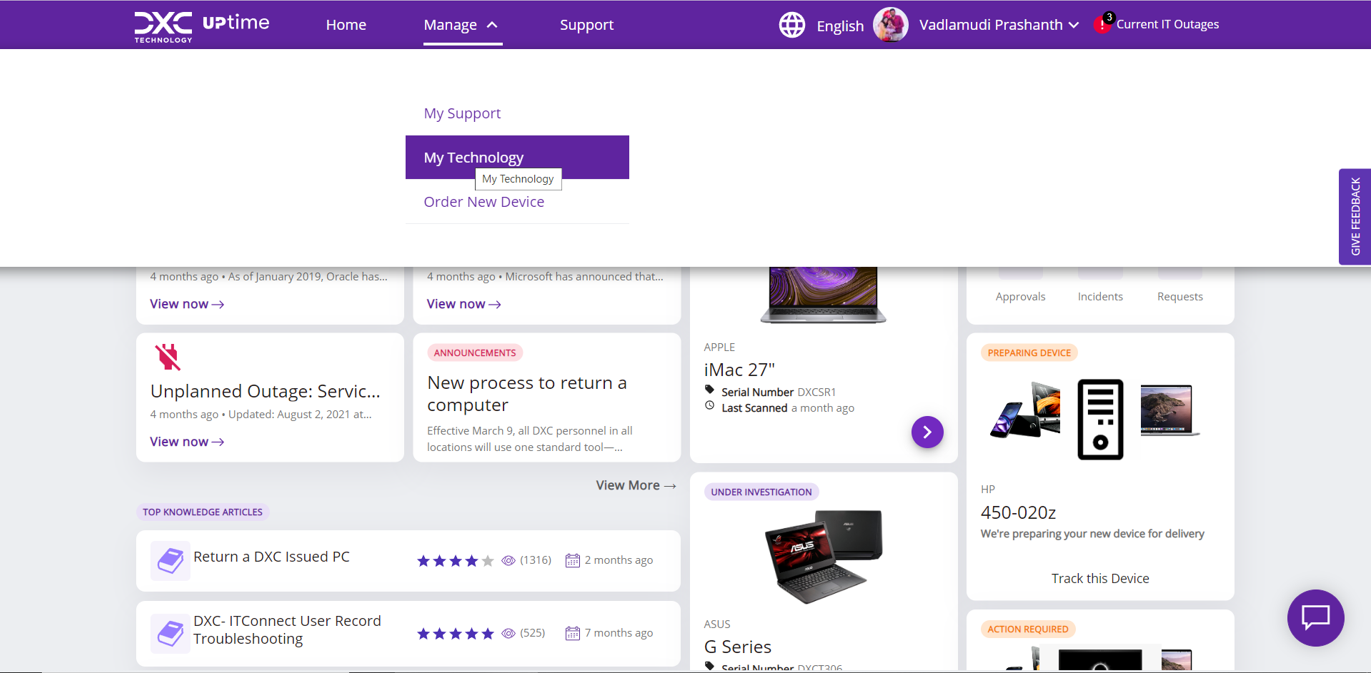 DXC TECHNOLOGY UPtime
Home
Manage
Support
English
Vadlamudi Prashanth
3
Current IT Outages
My Support
My Technology
My Technology
Order New Device
GIVE FEEDBACK
4 months ago • As of January 2019, Oracle has...
View now →
4 months ago • Microsoft has announced that...
View now →
Unplanned Outage: Servic...
4 months ago • Updated: August 2, 2021 at...
View now →
ANNOUNCEMENTS
New process to return a
computer
Effective March 9, all DXC personnel in all
locations will use one standard tool—...
View More →
TOP KNOWLEDGE ARTICLES
Return a DXC Issued PC
(1316)
2 months ago
DXC- ITConnect User Record
Troubleshooting
(525)
7 months ago
APPLE
iMac 27"
Serial Number DXCSR1
Last Scanned a month ago
UNDER INVESTIGATION
ASUS
ASUS
G Series
Serial Number DXCT306
Approvals
Incidents
Requests
PREPARING DEVICE
HP
450-020z
We're preparing your new device for delivery
Track this Device
ACTION REQUIRED